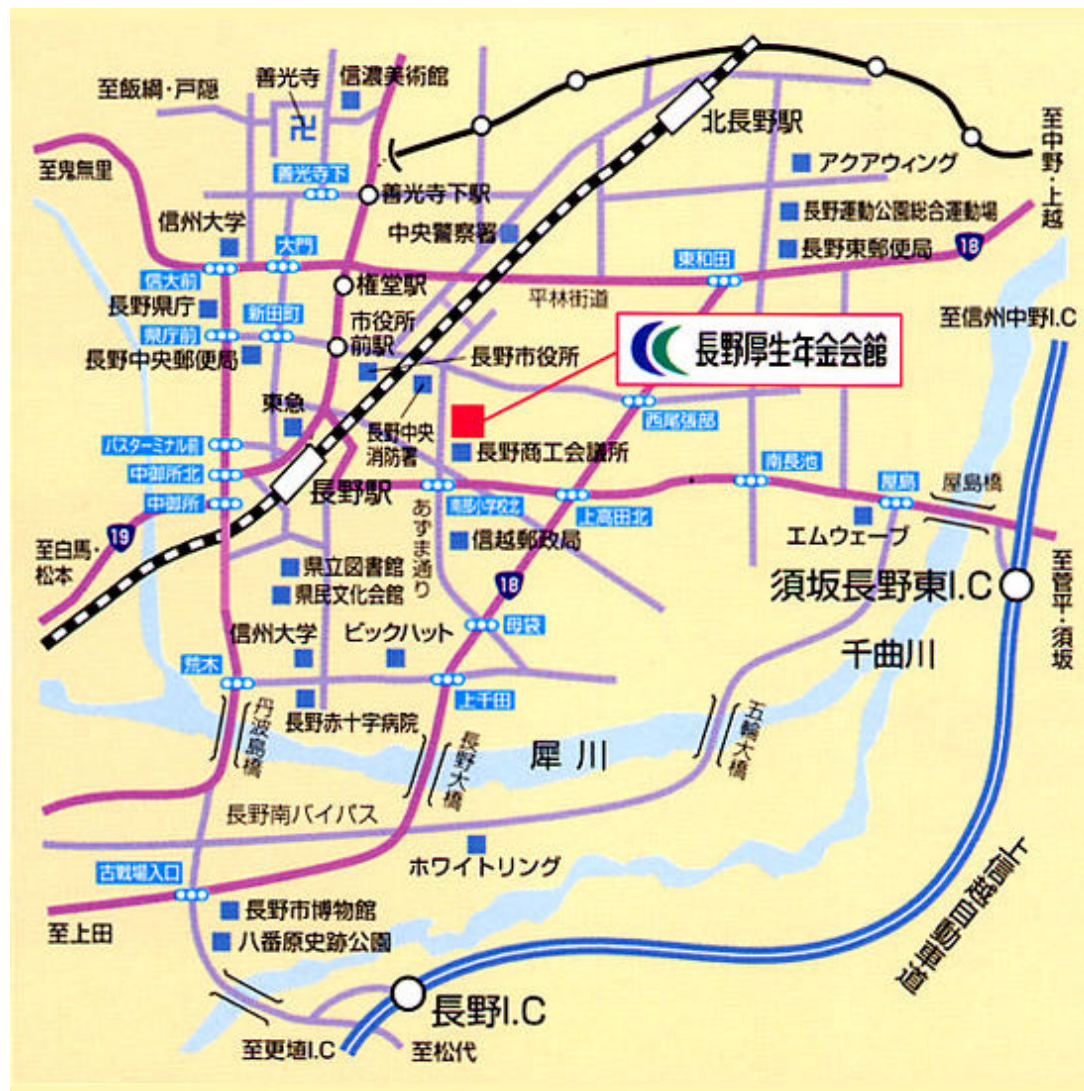 善光寺
信濃美術館
至飯綱・戸隠
北長野駅
至鬼無里
至中野・上越
アクアウィング
善光寺下
善光寺下駅
信州大学
中央警察署
長野運動公園総合運動場
18
大門
東和田
長野東郵便局
信大前
権堂駅
平林街道
長野県庁
新田町
市役所
前駅
至信州中野I.C
県庁前
長野中央郵便局
長野市役所
長野厚生年金会館
東急
西尾張部
バスターミナル前
長野中央
消防署
長野商工会議所
中御所北
長野駅
南長池
屋島
屋島橋
中御所
南部小学校北
上高田北
あずま通り
エムウェーブ
19
至白馬・
松本
信越郵政局
県立図書館
18
須坂長野東I.C
至菅平・須坂
県民文化会館
信州大学
ビックハット
母袋
千曲川
荒木
上千田
丹波島橋
長野赤十字病院
長野大橋
犀川
五輪大橋
長野南バイパス
ホワイトリング
古戦場入口
上信越自動車道
至上田
長野市博物館
八番原史跡公園
長野I.C
至更埴I.C
至松代